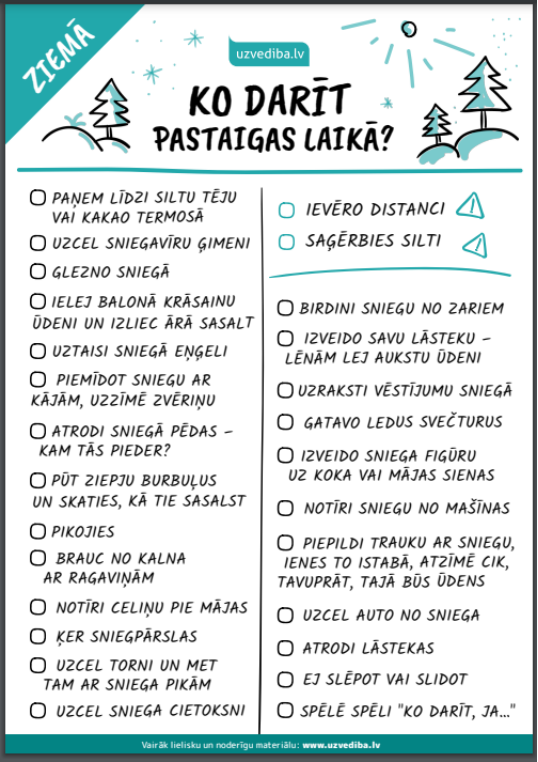 ZIEMĀ
uzvediba.lv
KO DARĪT
PASTAIGAS LAIKĀ?
PAŅEM LĪDZI SILTU TĒJU
VAI KAKAO TERMOSĀ
UZCEL SNIEGAVĪRU ĢIMENI
GLEZNO SNIEGĀ
IELEJ BALONĀ KRĀSAINU
ŪDENI UN IZLIEC ĀRĀ SASALT
UZTAISI SNIEGĀ EŅĢELI
PIEMĪDOT SNIEGU AR
KĀJĀM, UZZĪMĒ ZVĒRIŅU
ATRODI SNIEGĀ PĒDAS –
KAM TĀS PIEDER?
PŪT ZIEPJU BURBUĻUS
UN SKATIES, KĀ TIE SASALST
PIKOJIES
BRAUC NO KALNA
AR RAGAVIŅĀM
NOTĪRI CELIŅU PIE MĀJAS
ĶER SNIEGPĀRSLAS
UZCEL TORNI UN MET
TAM AR SNIEGA PIKĀM
UZCEL SNIEGA CIETOKSNI
IEVĒRO DISTANCI
SAĢĒRBIES SILTI
BIRDINI SNIEGU NO ZARIEM
IZVEIDO SAVU LĀSTEKU –
LĒNĀM LEJ AUKSTU ŪDENI
UZRAKSTI VĒSTĪJUMU SNIEGĀ
GATAVO LEDUS SVEČTURUS
IZVEIDO SNIEGA FIGŪRU
UZ KOKA VAI MĀJAS SIENAS
NOTĪRI SNIEGU NO MAŠĪNAS
PIEPILDI TRAUKU AR SNIEGU,
IENES TO ISTABĀ, ATZĪMĒ CIK,
TAVUPRĀT, TAJĀ BŪS ŪDENS
UZCEL AUTO NO SNIEGA
ATRODI LĀSTEKAS
EJ SLĒPOT VAI SLIDOT
SPĒLĒ SPĒLI "KO DARĪT, JA..."
Vairāk lielisku un noderīgu materiālu: www.uzvediba.lv